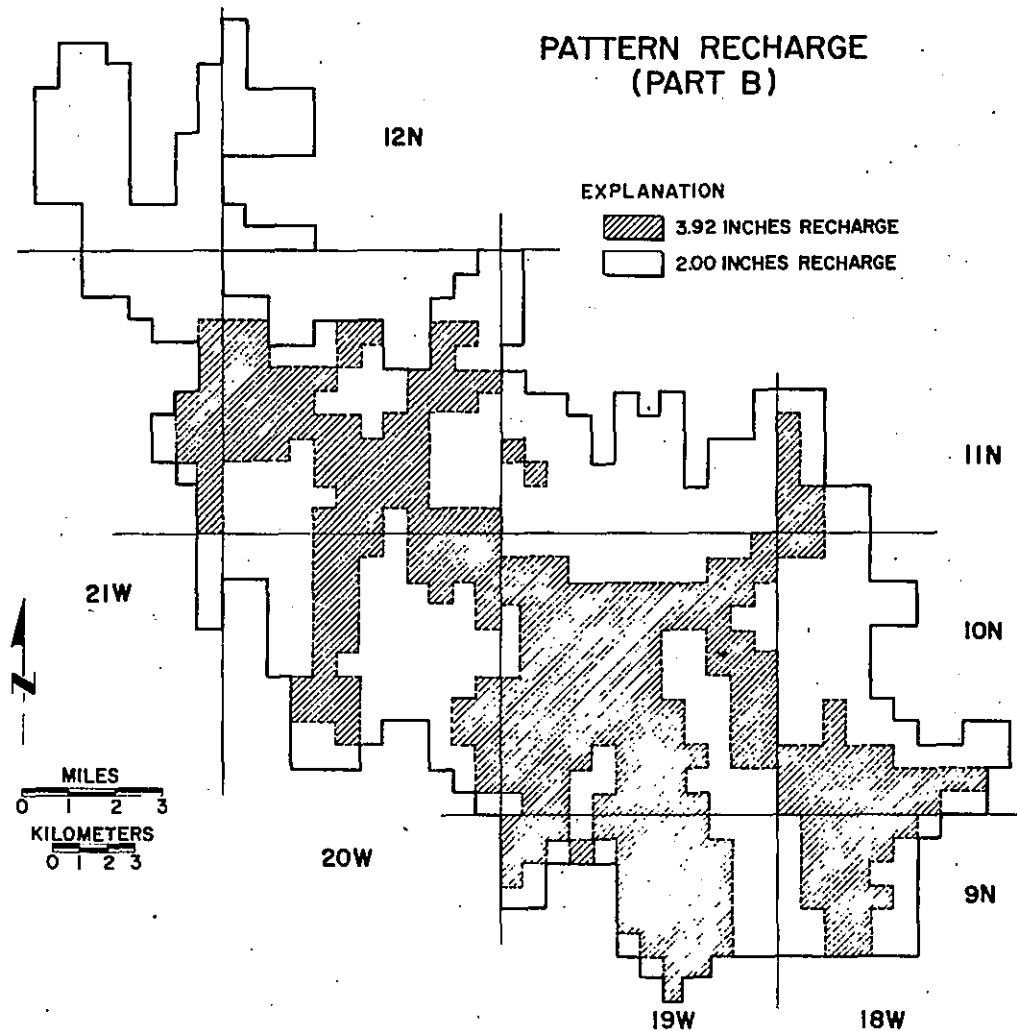 PATTERN RECHARGE
(PART B)
12N
EXPLANATION
3.92 INCHES RECHARGE
2.00 INCHES RECHARGE
11N
21W
10N
N
MILES
0 1 2 3
KILOMETERS
0 1 2 3
20W
9N
19W
18W